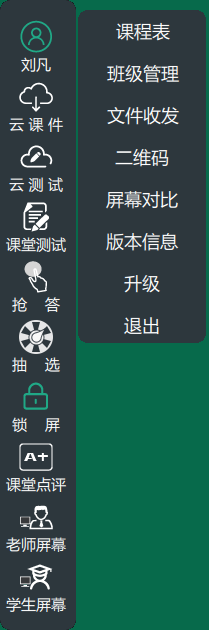 刘凡
云课件
云测试
课堂测试
抢 答
抽 选
锁 屏
A+
课堂点评
老师屏幕
学生屏幕
课程表
班级管理
文件收发
二维码
屏幕对比
版本信息
升级
退出